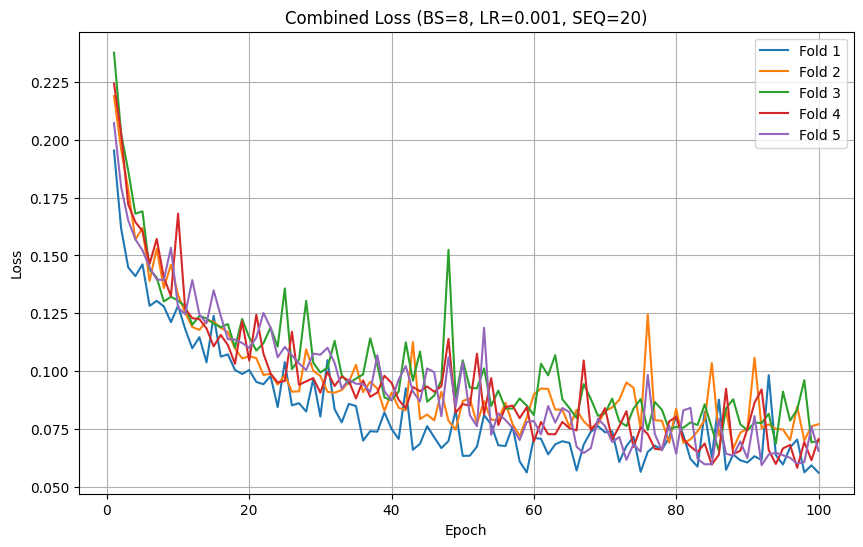 Combined Loss (BS=8, LR=0.001, SEQ=20)
Fold 1
Fold 2
Fold 3
Fold 4
Fold 5
Loss
0.225
0.200
0.175
0.150
0.125
0.100
0.075
0.050
0 20 40 60 80 100
Epoch